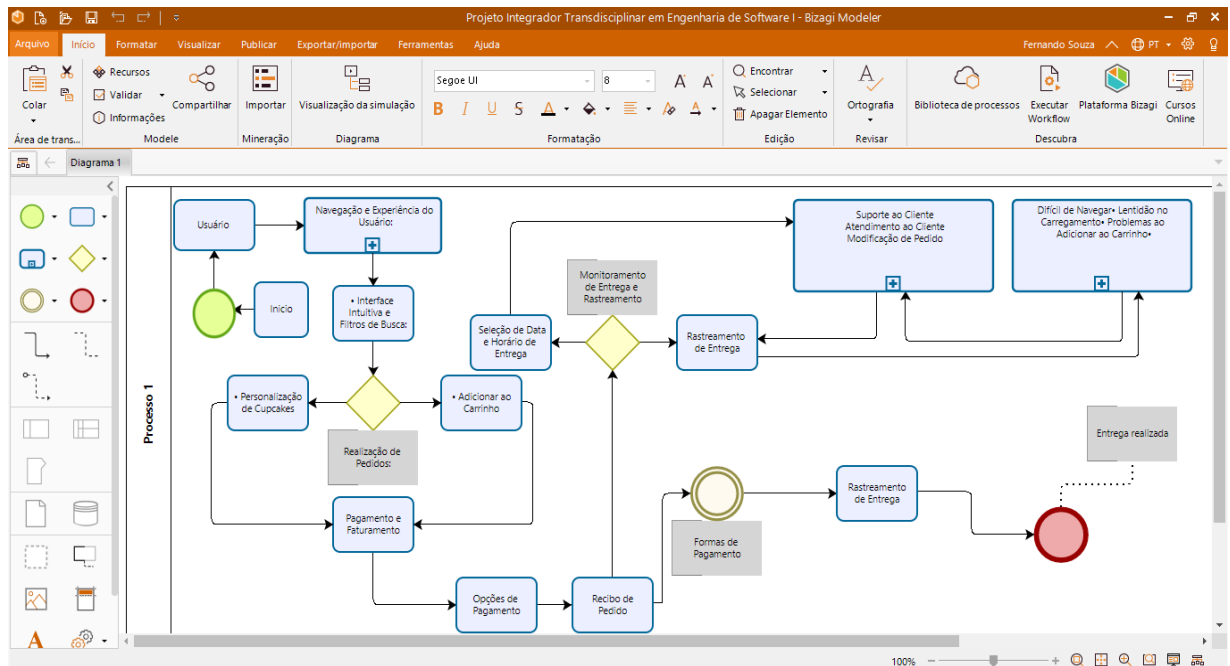 Projeto Integrador Transdisciplinar em Engenharia de Software I - Bizagi Modeler
Arquivo
Início
Formatar
Visualizar
Publicar
Exportar/importar
Ferramentas
Ajuda
Fernando Souza
PT
Colar
Área de trans...
Recursos
Validar
Informações
Compartilhar
Modele
Importar
Mineração
Visualização da simulação
Diagrama
Segoe UI
8
A
A
B I U S A
A
Formatação
Encontrar
Selecionar
Apagar Elemento
Edição
Ortografia
Revisar
Biblioteca de processos
Executar
Workflow
Plataforma Bizagi
Cursos
Online
Descubra
Diagrama 1
Processo 1
Usuário
Navegação e Experiência do
Usuário:
Inicio
• Interface
Intuitiva e
Filtros de Busca:
• Personalização
de Cupcakes
• Adicionar ao
Carrinho
Realização de
Pedidos:
Pagamento e
Faturamento
Opções de
Pagamento
Recibo de
Pedido
Seleção de Data
e Horário de
Entrega
Monitoramento
de Entrega e
Rastreamento
Rastreamento
de Entrega
Suporte ao Cliente
Atendimento ao Cliente
Modificação de Pedido
Difícil de Navegar• Lentidão no
Carregamento• Problemas ao
Adicionar ao Carrinho•
Formas de
Pagamento
Rastreamento
de Entrega
Entrega realizada
A
100%